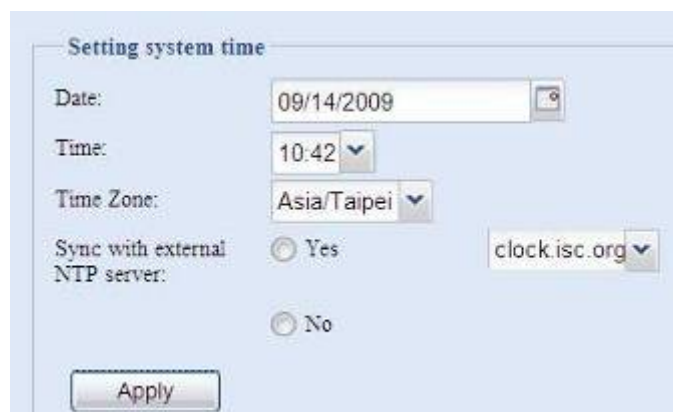 Setting system time
Date: 09/14/2009
Time: 10:42
Time Zone: Asia/Taipei
Sync with external Yes clock.isc.org
NTP server:
No
Apply